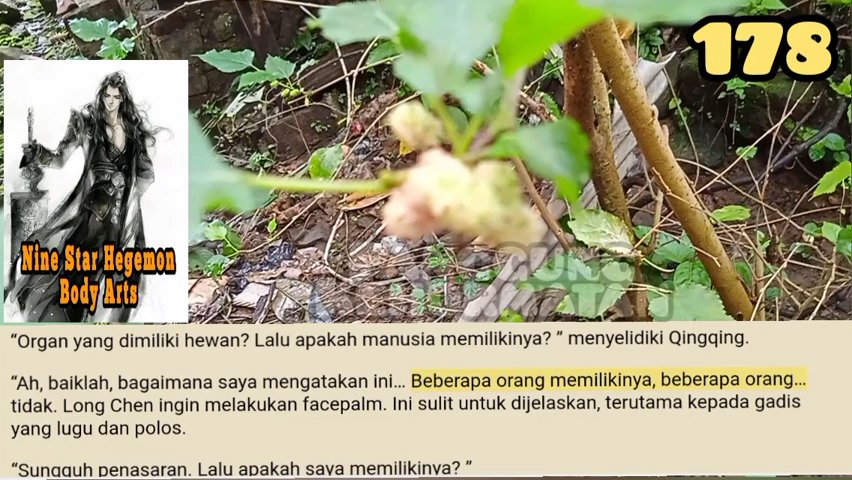 178
Nine Star Hegemon
Body Arts
“Organ yang dimiliki hewan? Lalu apakah manusia memilikinya? ” menyelidiki Qingqing.
“Ah, baiklah, bagaimana saya mengatakan ini… Beberapa orang memilikinya, beberapa orang…
tidak. Long Chen ingin melakukan facepalm. Ini sulit untuk dijelaskan, terutama kepada gadis
yang lugu dan polos.
“Sungguh penasaran. Lalu apakah saya memilikinya? ”